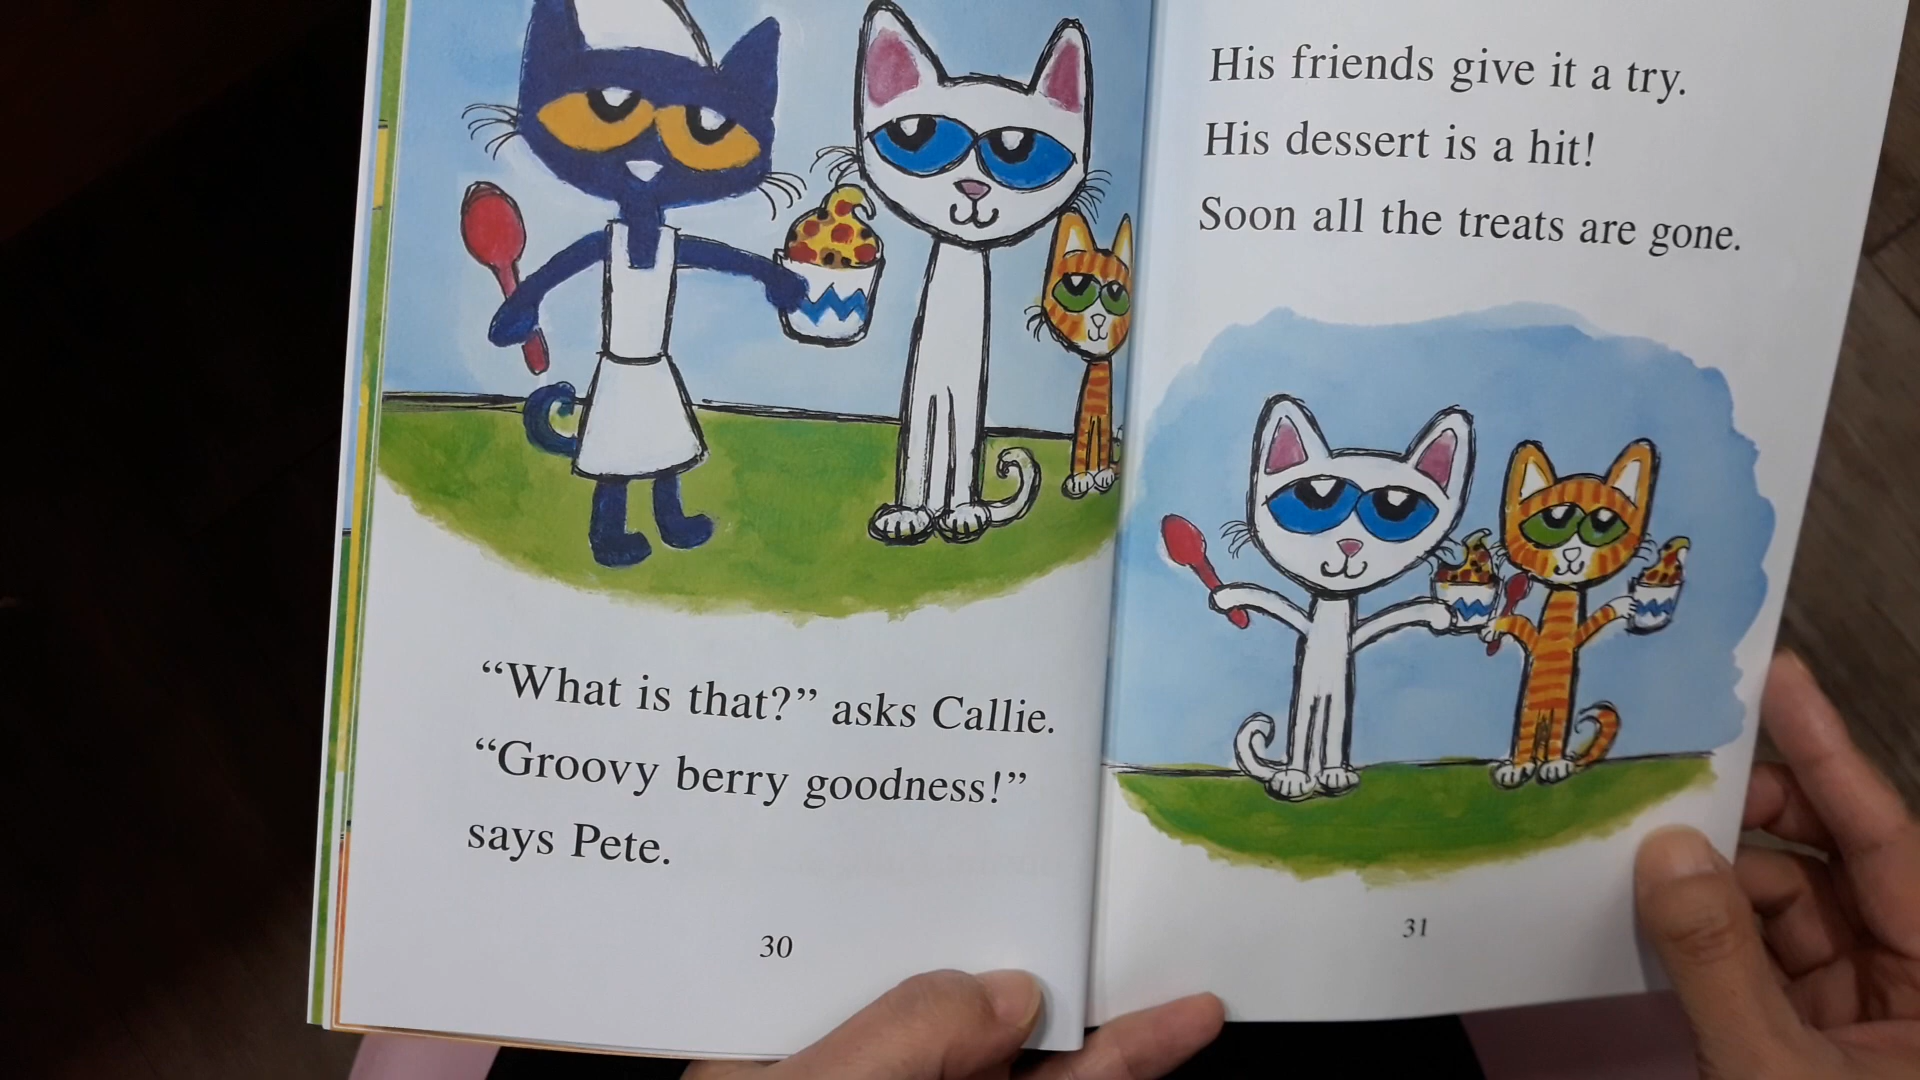 “What is that?” asks Callie.
“Groovy berry goodness!”
says Pete.
30
His friends give it a try.
His dessert is a hit!
Soon all the treats are gone.
31